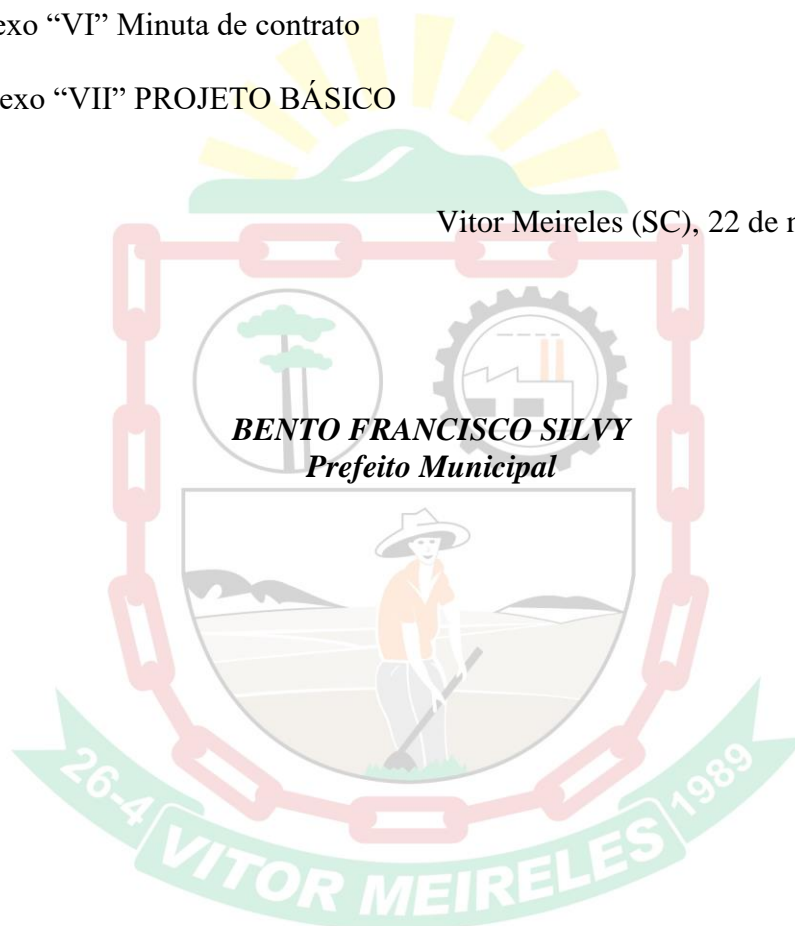 exo “VI” Minuta de contrato
exo “VII” PROJETO BÁSICO
Vitor Meireles (SC), 22 de
BENTO FRANCISCO SILVY
Prefeito Municipal
26-4
VITOR MEIRELES
1989